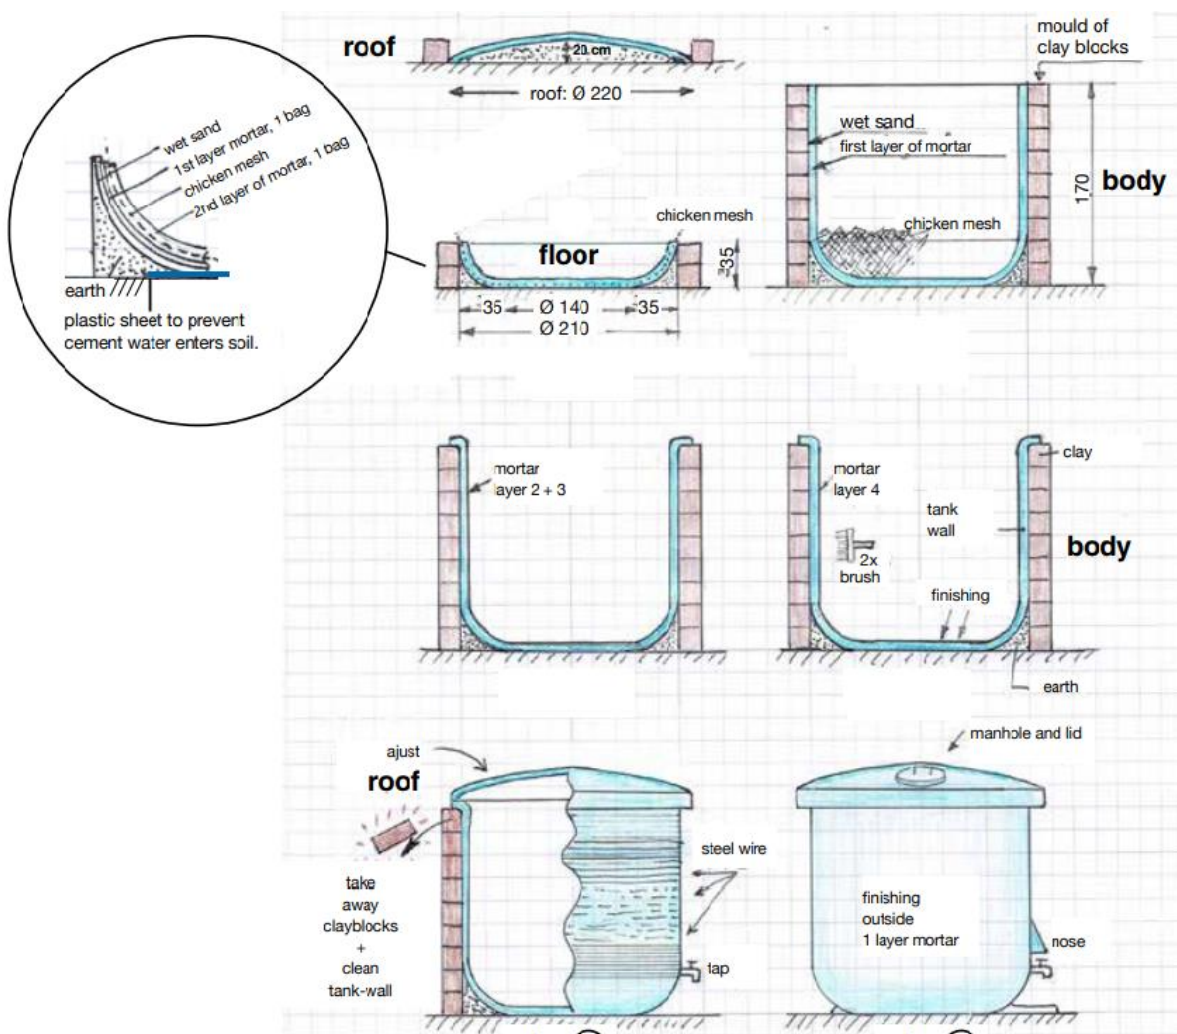 roof
20 cm
roof: Ø 220
mould of
clay blocks
wet sand
1st layer mortar, 1 bag
chicken mesh
2nd layer of mortar, 1 bag
earth
plastic sheet to prevent
cement water enters soil.
chicken mesh
floor
35
35
Ø 140
35
Ø 210
wet sand
first layer of mortar
chicken mesh
1.70
body
mortar
layer 2 + 3
mortar
layer 4
2x
brush
tank
wall
finishing
clay
body
earth
ajust
roof
take
away
clayblocks
+
clean
tank-wall
steel wire
tap
manhole and lid
finishing
outside
1 layer mortar
nose